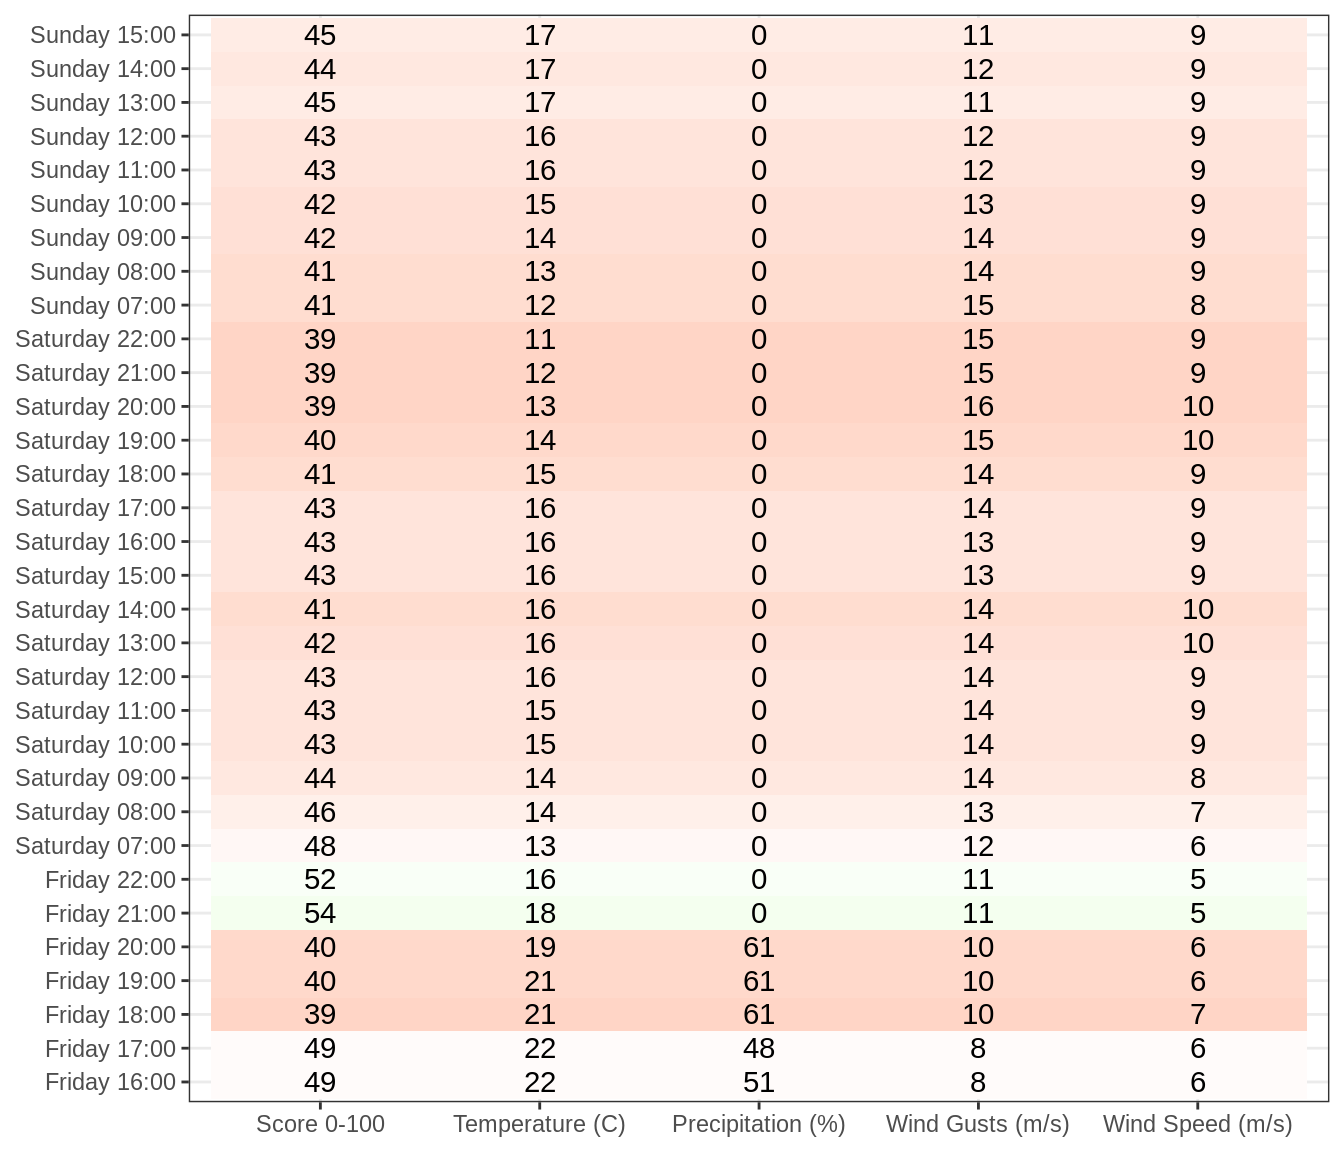 Sunday 15:00 45 17 0 11 9
Sunday 14:00 44 17 0 12 9
Sunday 13:00 45 17 0 11 9
Sunday 12:00 43 16 0 12 9
Sunday 11:00 43 16 0 12 9
Sunday 10:00 42 15 0 13 9
Sunday 09:00 42 14 0 14 9
Sunday 08:00 41 13 0 14 9
Sunday 07:00 41 12 0 15 8
Saturday 22:00 39 11 0 15 9
Saturday 21:00 39 12 0 15 9
Saturday 20:00 39 13 0 16 10
Saturday 19:00 40 14 0 15 10
Saturday 18:00 41 15 0 14 9
Saturday 17:00 43 16 0 14 9
Saturday 16:00 43 16 0 13 9
Saturday 15:00 43 16 0 13 9
Saturday 14:00 41 16 0 14 10
Saturday 13:00 42 16 0 14 10
Saturday 12:00 43 16 0 14 9
Saturday 11:00 43 15 0 14 9
Saturday 10:00 43 15 0 14 9
Saturday 09:00 44 14 0 14 8
Saturday 08:00 46 14 0 13 7
Saturday 07:00 48 13 0 12 6
Friday 22:00 52 16 0 11 5
Friday 21:00 54 18 0 11 5
Friday 20:00 40 19 61 10 6
Friday 19:00 40 21 61 10 6
Friday 18:00 39 21 61 10 7
Friday 17:00 49 22 48 8 6
Friday 16:00 49 22 51 8 6
Score 0-100 Temperature (C) Precipitation (%) Wind Gusts (m/s) Wind Speed (m/s)